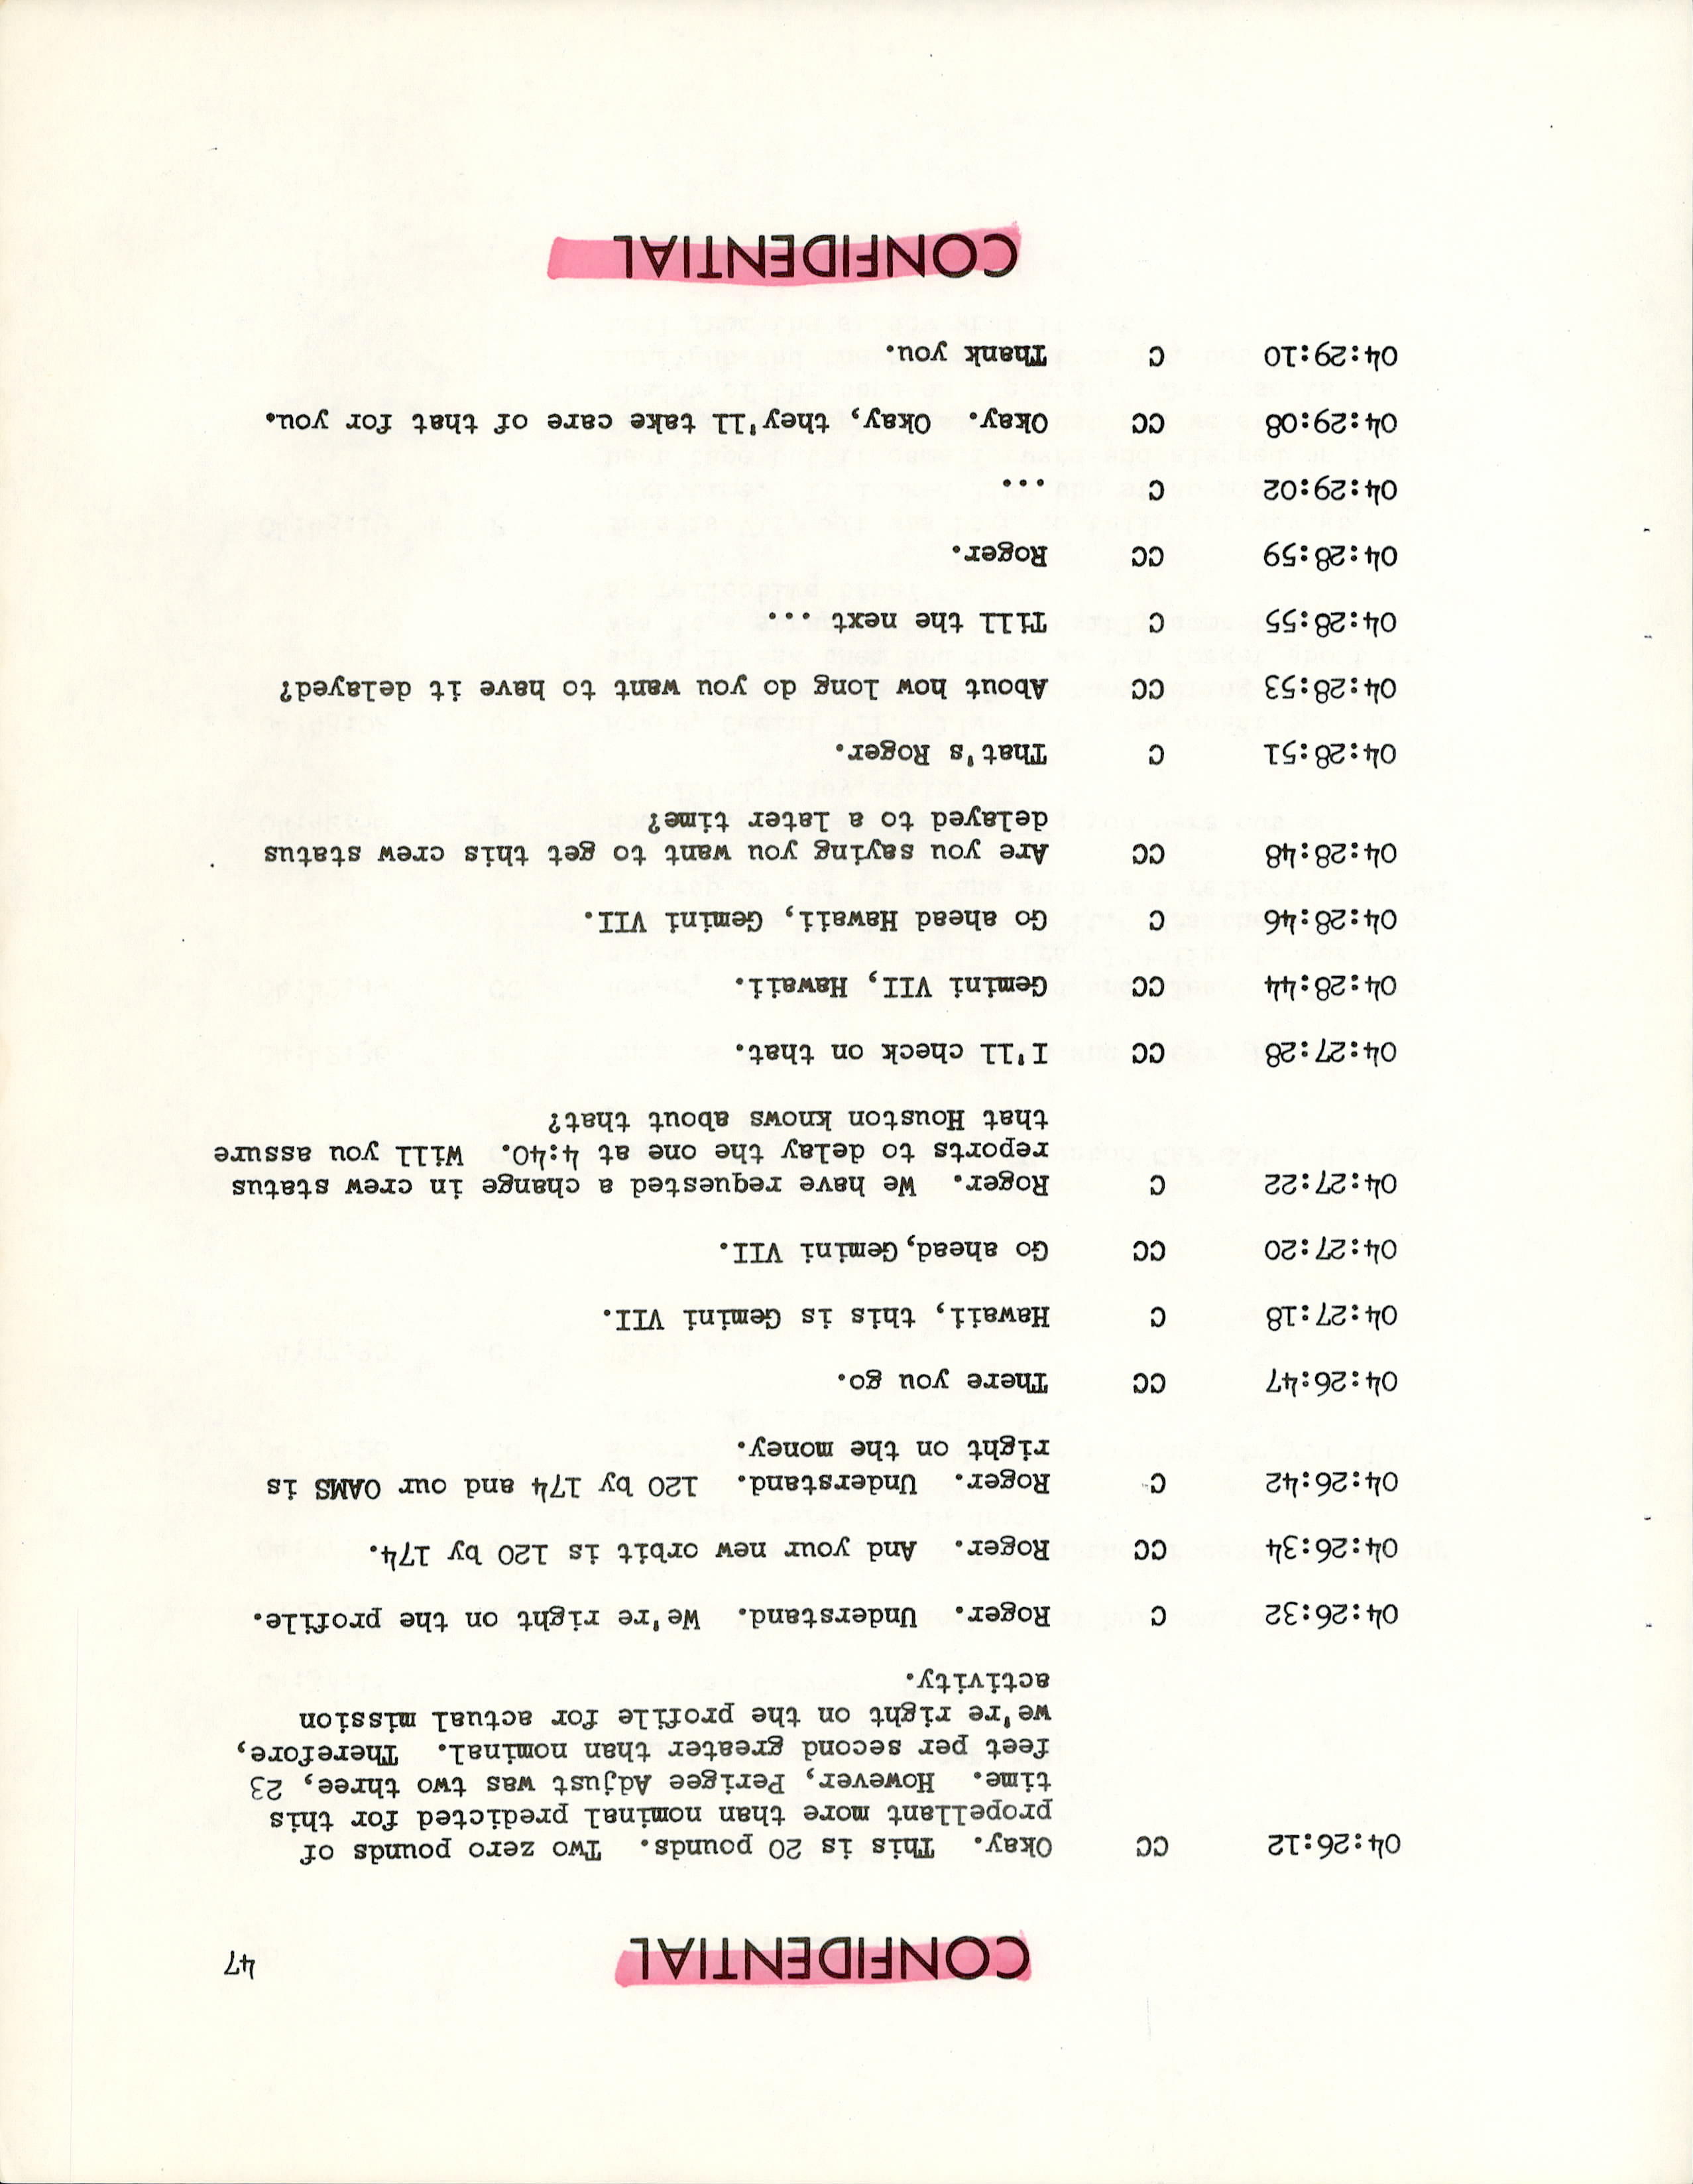 CONFIDENTIAL 47
04:26:12 CC Okay. This is 20 pounds. Two zero pounds of
propellant more than nominal predicted for this
time. However, Perigee Adjust was two three, 23
feet per second greater than nominal. Therefore,
we're right on the profile for actual mission
activity.
04:26:32 C Roger. Understand. We're right on the profile.
04:26:34 CC Roger. And your new orbit is 120 by 174.
04:26:42 C Roger. Understand. 120 by 174 and our OAMS is
right on the money.
04:26:47 CC There you go.
04:27:18 C Hawaii, this is Gemini VII.
04:27:20 CC Go ahead, Gemini VII.
04:27:22 C Roger. We have requested a change in crew status
reports to delay the one at 4:40. Will you assure
that Houston knows about that?
04:27:28 CC I'll check on that.
04:28:44 CC Gemini VII, Hawaii.
04:28:46 C Go ahead Hawaii, Gemini VII.
04:28:48 CC Are you saying you want to get this crew status
delayed to a later time?
04:28:51 C That's Roger.
04:28:53 CC About how long do you want to have it delayed?
04:28:55 C Till the next ...
04:28:59 CC Roger.
04:29:02 C ...
04:29:08 CC Okay. Okay, they'll take care of that for you.
04:29:10 C Thank you.
CONFIDENTIAL